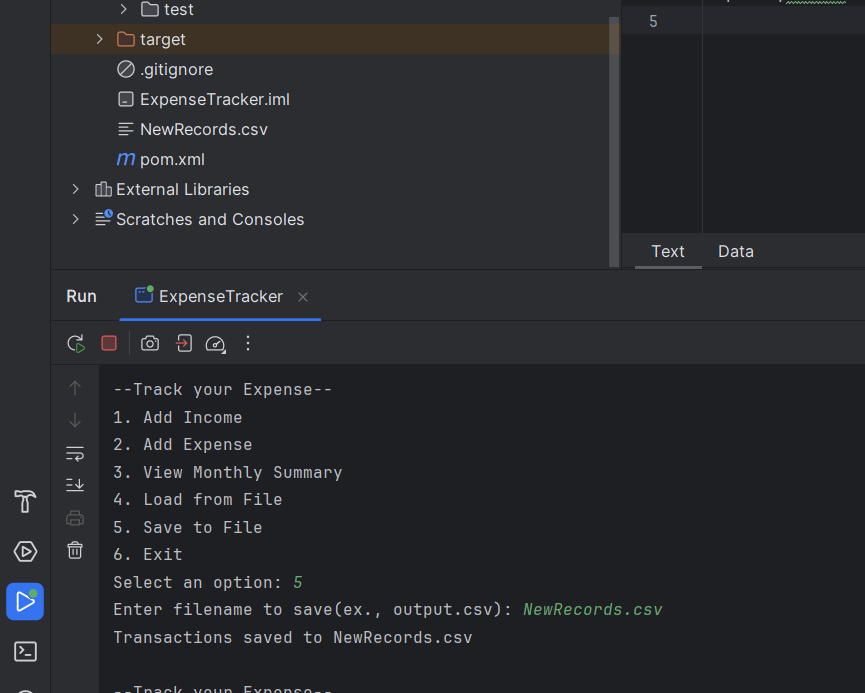 test
5
target
.gitignore
ExpenseTracker.iml
NewRecords.csv
m pom.xml
External Libraries
Scratches and Consoles
Text Data
Run ExpenseTracker
--Track your Expense--
1. Add Income
2. Add Expense
3. View Monthly Summary
4. Load from File
5. Save to File
6. Exit
Select an option: 5
Enter filename to save(ex., output.csv): NewRecords.csv
Transactions saved to NewRecords.csv
--Track your Expense--